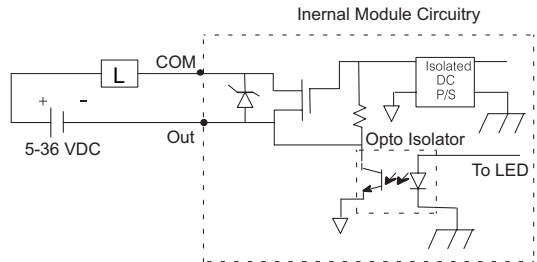 Inernal Module Circuitry
COM
L
+ -
5-36 VDC
Out
Isolated
DC
P/S
Opto Isolator
To LED